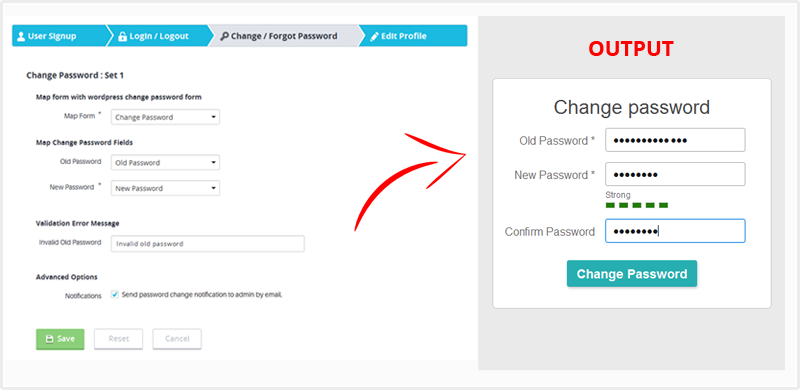 User Signup
Login / Logout
Change / Forgot Password
Edit Profile
Change Password : Set 1
Map form with wordpress change password form
Map Form *
Change Password
Map Change Password Fields
Old Password
Old Password
New Password *
New Password
Validation Error Message
Invalid Old Password
Invalid old password
Advanced Options
Notifications
Send password change notification to admin by email.
Save
Reset
Cancel
OUTPUT
Change password
Old Password *
New Password *
Strong
Confirm Password
Change Password